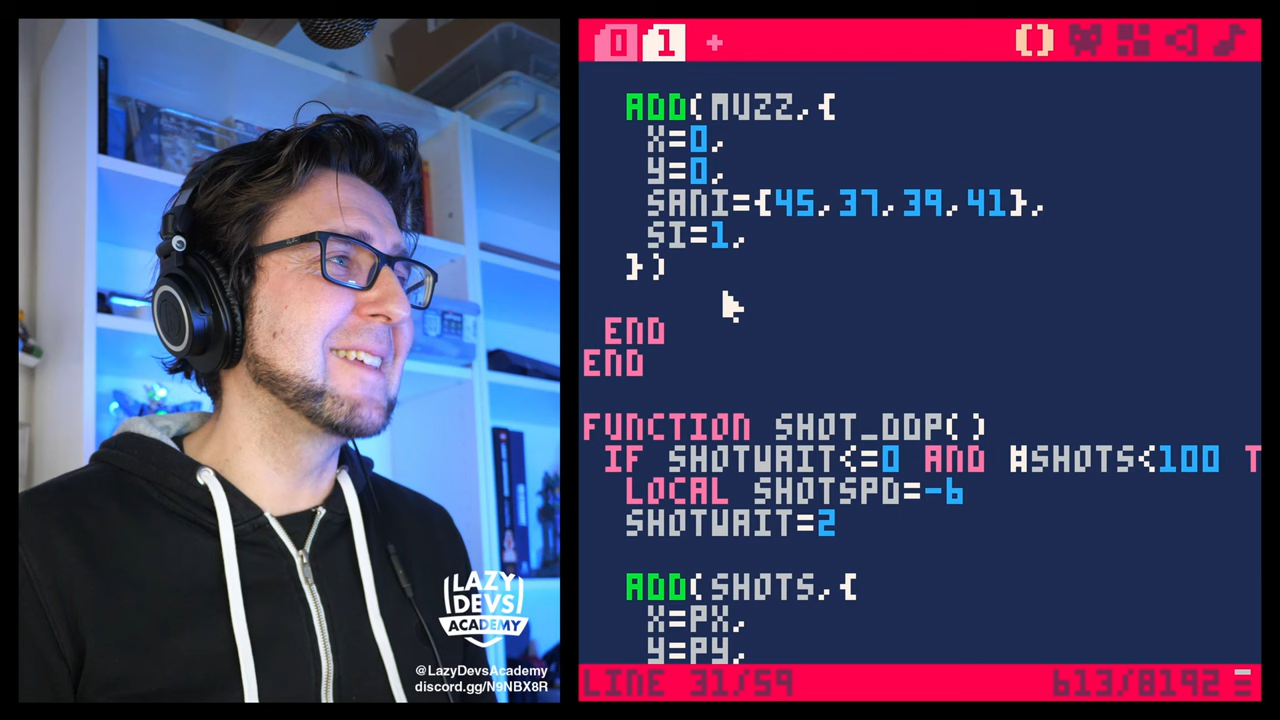 0 1 +
ADD(MUZZ,{
X=0,
Y=0,
SANI={45,37,39,41},
SI=1,
})
END
END
FUNCTION SHOT_DDP()
IF SHOTWAIT<=0 AND #SHOTS<100 T
LOCAL SHOTSPD=-6
SHOTWAIT=2
ADD(SHOTS,{
X=PX,
Y=PY,
LINE 31/59
613/8192
LAZY
DEVS
ACADEMY
@LazyDevsAcademy
discord.gg/N9NBX8R